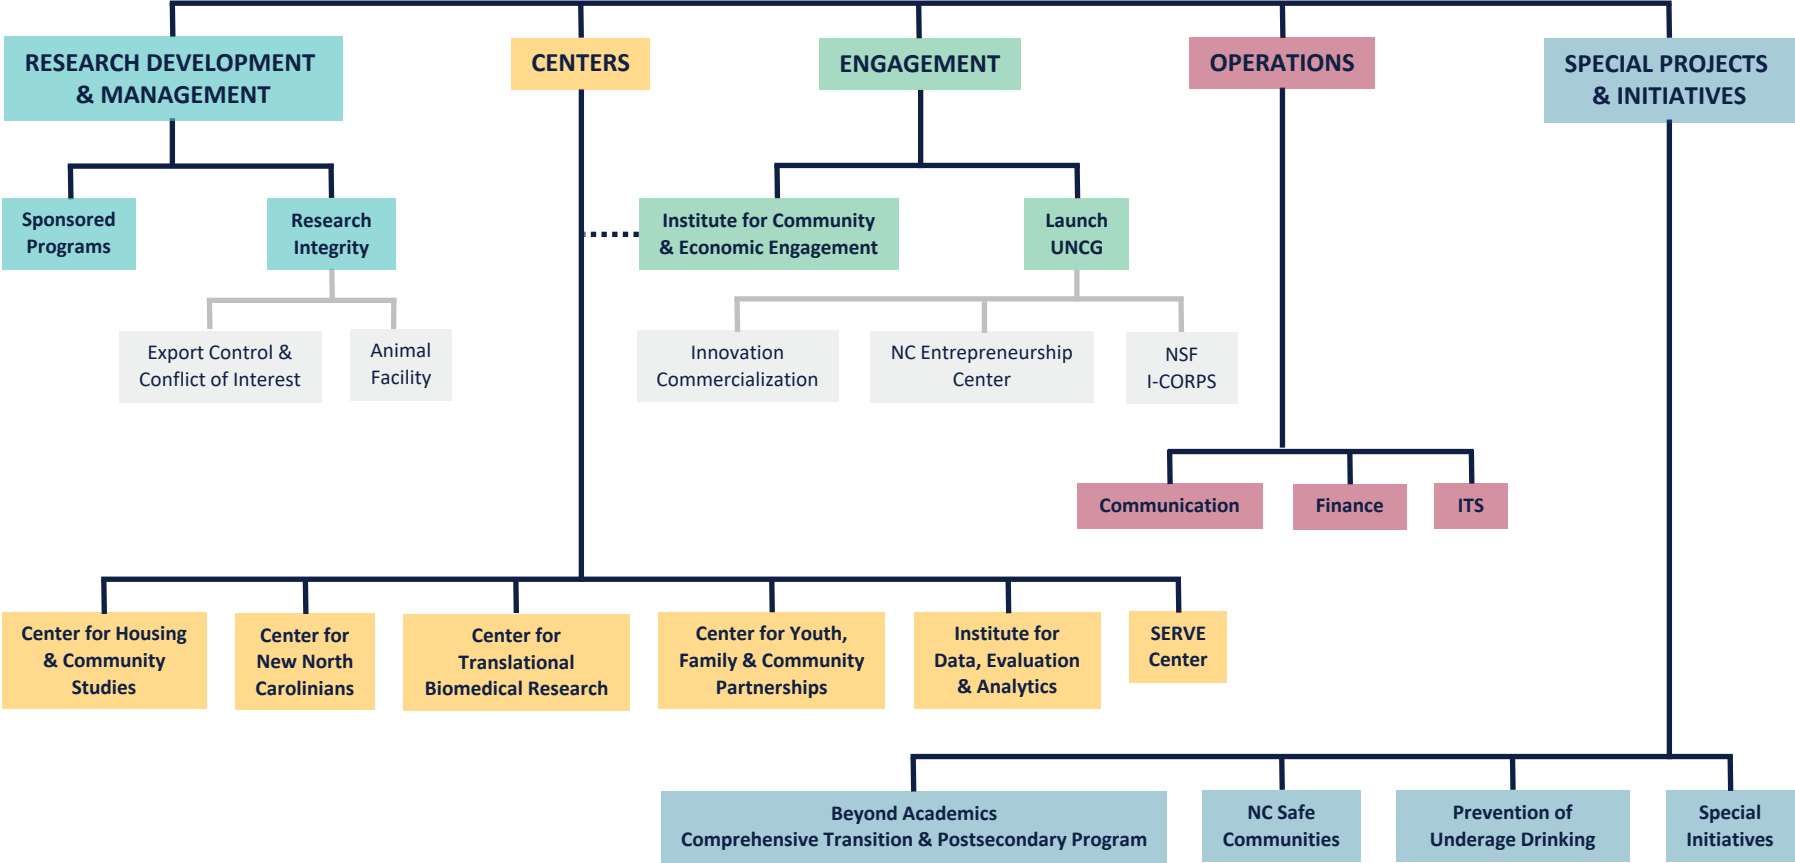 RESEARCH DEVELOPMENT
& MANAGEMENT
CENTERS
ENGAGEMENT
OPERATIONS
SPECIAL PROJECTS
& INITIATIVES
Sponsored
Programs
Research
Integrity
Institute for Community
& Economic Engagement
Launch
UNCG
Export Control &
Conflict of Interest
Animal
Facility
Innovation
Commercialization
NC Entrepreneurship
Center
NSF
I-CORPS
Communication
Finance
ITS
Center for Housing
& Community
Studies
Center for
New North
Carolinians
Center for
Translational
Biomedical Research
Center for Youth,
Family & Community
Partnerships
Institute for
Data, Evaluation
& Analytics
SERVE
Center
Beyond Academics
Comprehensive Transition & Postsecondary Program
NC Safe
Communities
Prevention of
Underage Drinking
Special
Initiatives